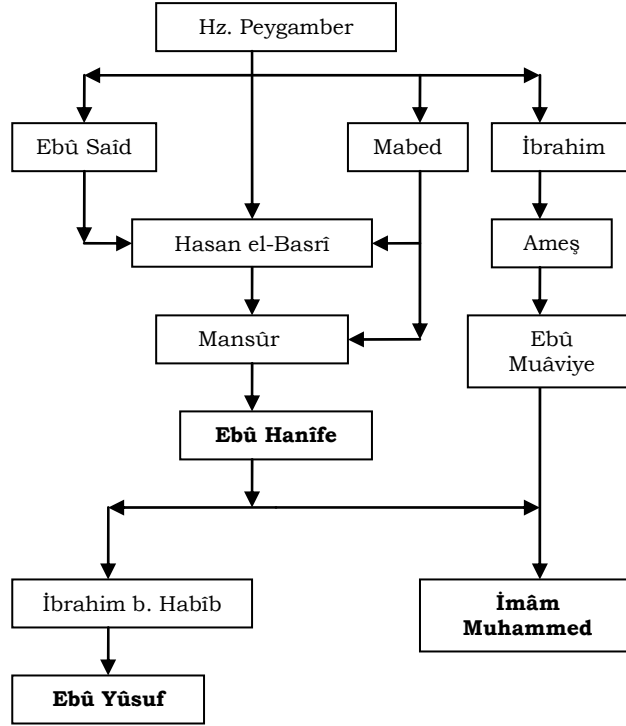 Hz. Peygamber
Ebû Saîd
Mabed
İbrahim
Hasan el-Basrî
Ameş
Mansûr
Ebû
Muâviye
Ebû Hanîfe
İbrahim b. Habîb
İmâm
Muhammed
Ebû Yûsuf